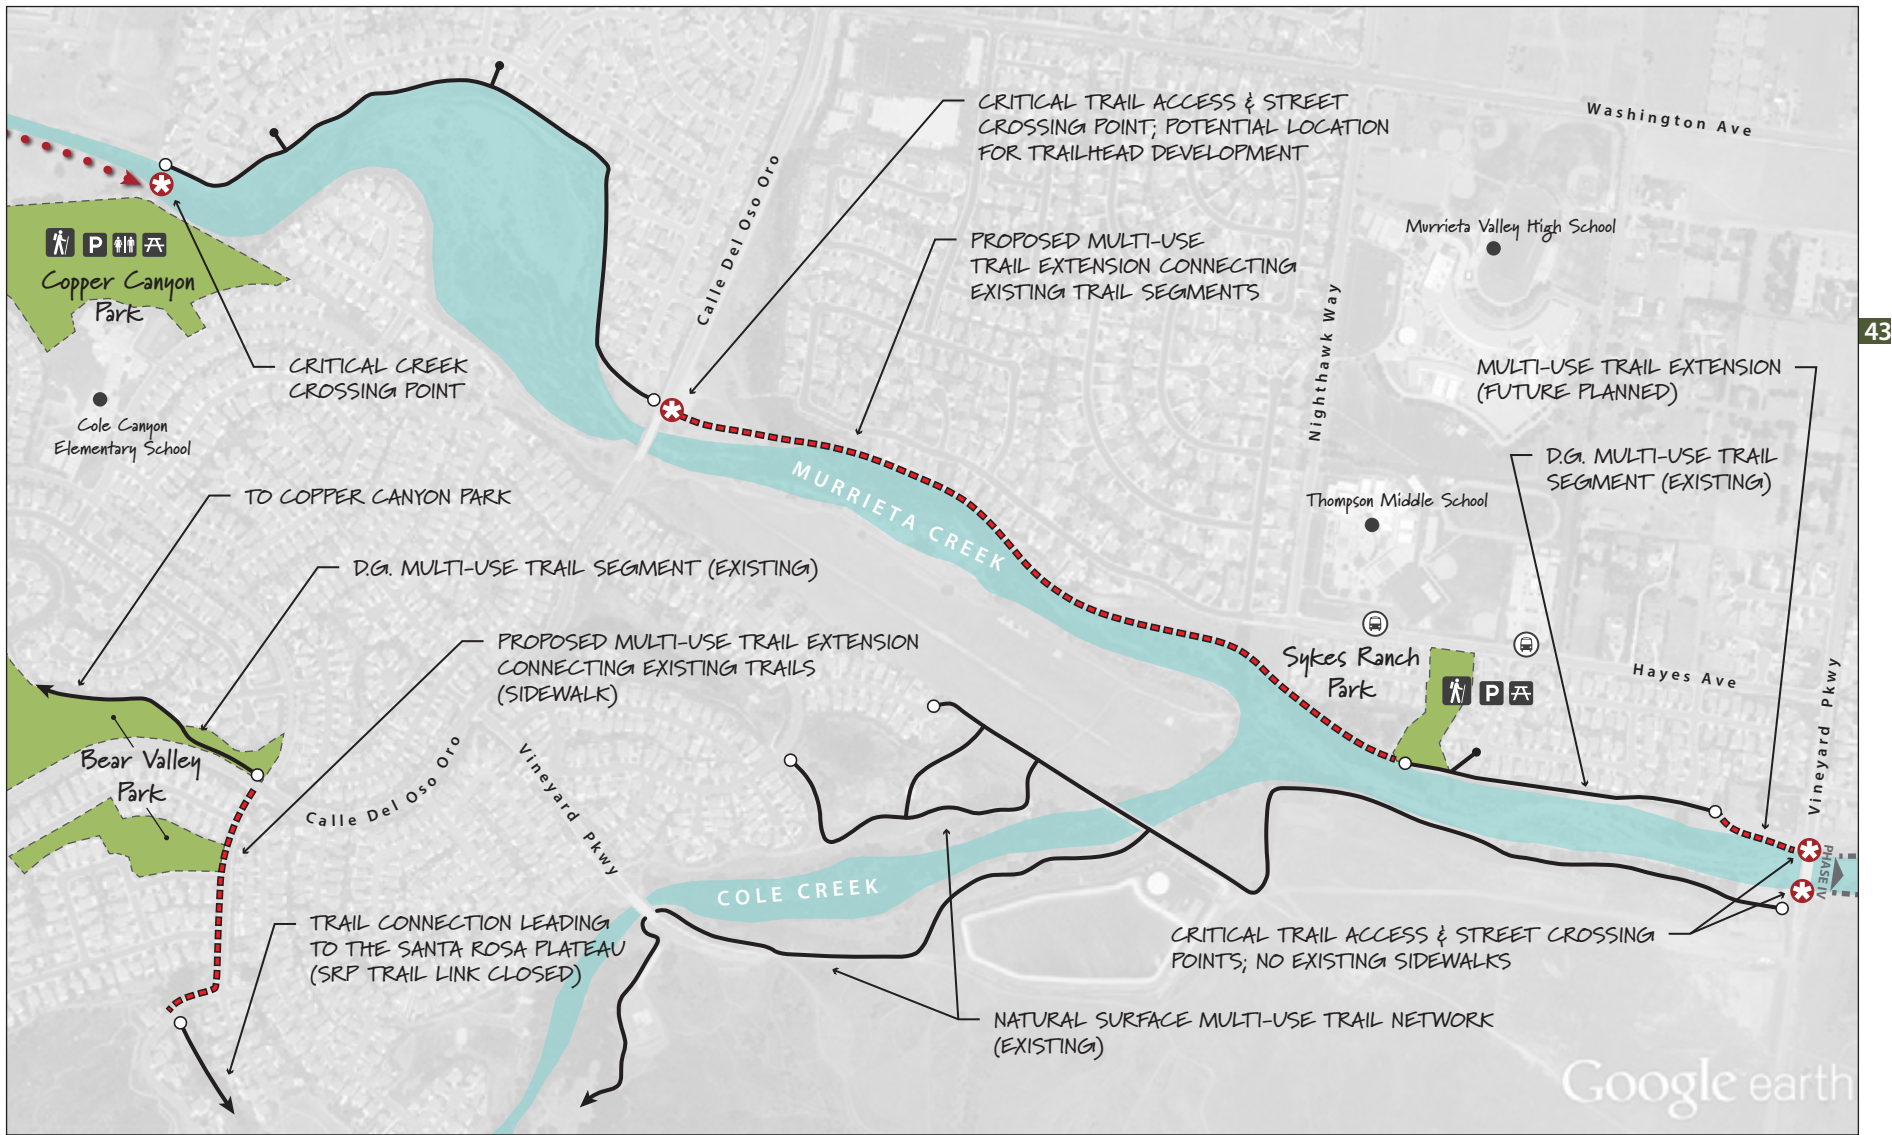 Washington Ave
CRITICAL TRAIL ACCESS & STREET
CROSSING POINT; POTENTIAL LOCATION
FOR TRAILHEAD DEVELOPMENT
Calle Del Oso Oro
PROPOSED MULTI-USE
TRAIL EXTENSION CONNECTING
EXISTING TRAIL SEGMENTS
Murrieta Valley High School
P
Copper Canyon
Park
Nighthawk Way
43
CRITICAL CREEK
CROSSING POINT
MULTI-USE TRAIL EXTENSION
(FUTURE PLANNED)
Cole Canyon
Elementary School
D.G. MULTI-USE TRAIL
SEGMENT (EXISTING)
MURRIETA CREEK
TO COPPER CANYON PARK
Thompson Middle School
D.G. MULTI-USE TRAIL SEGMENT (EXISTING)
PROPOSED MULTI-USE TRAIL EXTENSION
CONNECTING EXISTING TRAILS
(SIDEWALK)
Sykes Ranch
Park
P
Hayes Ave
Vineyard Pkwy
Bear Valley
Park
Calle Del Oso Oro
Vineyard Pkwy
PHASE IV
COLE CREEK
TRAIL CONNECTION LEADING
TO THE SANTA ROSA PLATEAU
(SRP TRAIL LINK CLOSED)
CRITICAL TRAIL ACCESS & STREET CROSSING
POINTS; NO EXISTING SIDEWALKS
NATURAL SURFACE MULTI-USE TRAIL NETWORK
(EXISTING)
Google earth